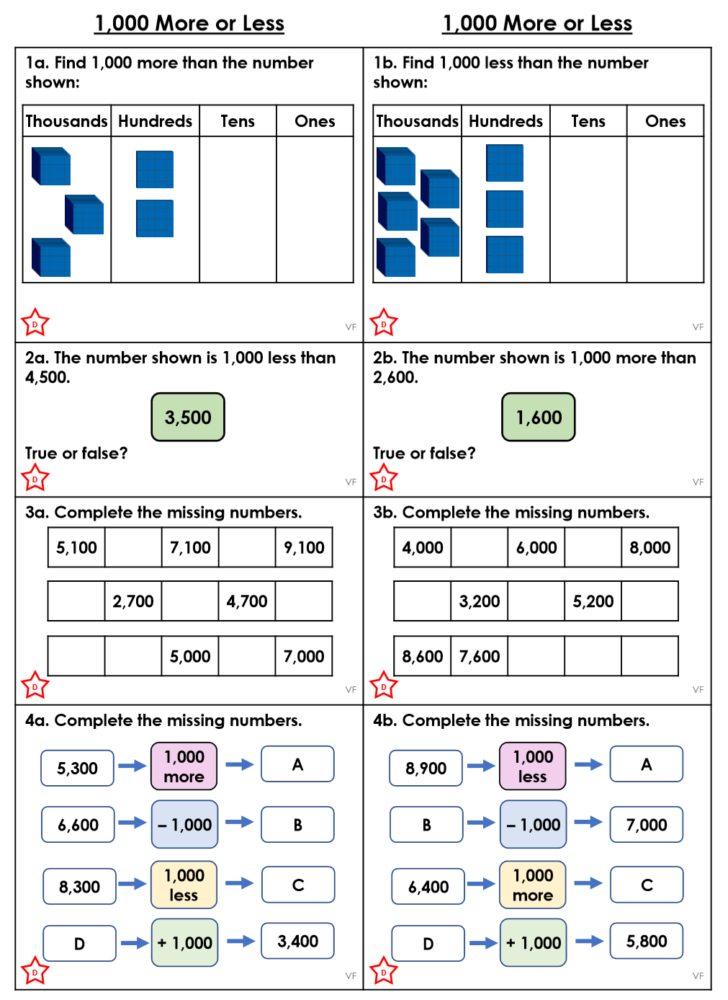 1,000 More or Less
1,000 More or Less
1a. Find 1,000 more than the number
shown:
Thousands Hundreds Tens Ones
D
VF
1b. Find 1,000 less than the number
shown:
Thousands Hundreds Tens Ones
D
VF
2a. The number shown is 1,000 less than
4,500.
3,500
True or false?
D
VF
2b. The number shown is 1,000 more than
2,600.
1,600
True or false?
D
VF
3a. Complete the missing numbers.
5,100 7,100 9,100
2,700 4,700
5,000 7,000
D
VF
3b. Complete the missing numbers.
4,000 6,000 8,000
3,200 5,200
8,600 7,600
D
VF
4a. Complete the missing numbers.
5,300 1,000 more A
6,600 – 1,000 B
8,300 1,000 less C
D + 1,000 3,400
D
VF
4b. Complete the missing numbers.
8,900 1,000 less A
B – 1,000 7,000
6,400 1,000 more C
D + 1,000 5,800
D
VF